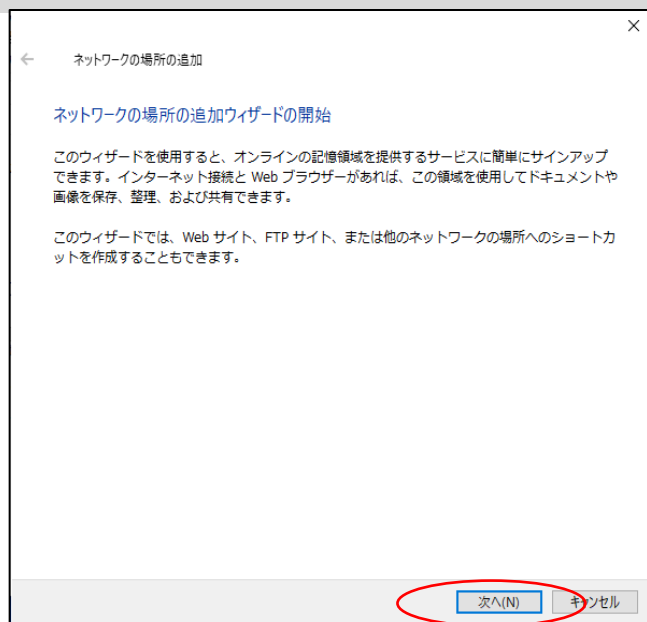 ネットワークの場所の追加
ネットワークの場所の追加ウィザードの開始
このウィザードを使用すると、オンラインの記憶領域を提供するサービスに簡単にサインアップ
できます。インターネット接続と Web ブラウザーがあれば、この領域を使用してドキュメントや
画像を保存、整理、および共有できます。
このウィザードでは、Web サイト、FTP サイト、または他のネットワークの場所へのショートカ
ットを作成することもできます。
次へ(N) キャンセル